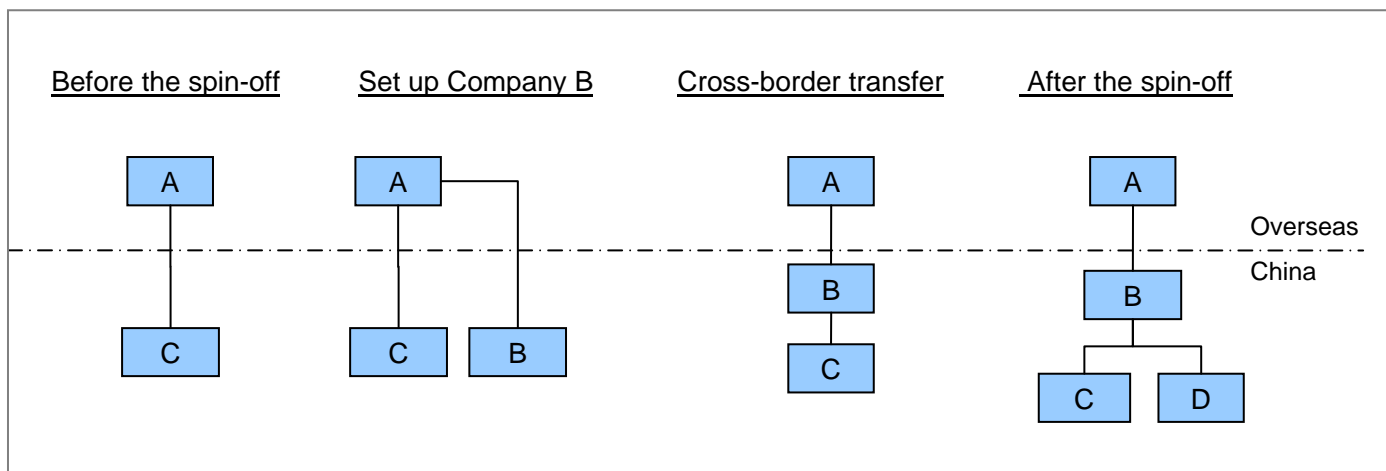 Before the spin-off
Set up Company B
Cross-border transfer
After the spin-off
A
A
A
A
Overseas
China
B
B
C
C
B
C
C
D